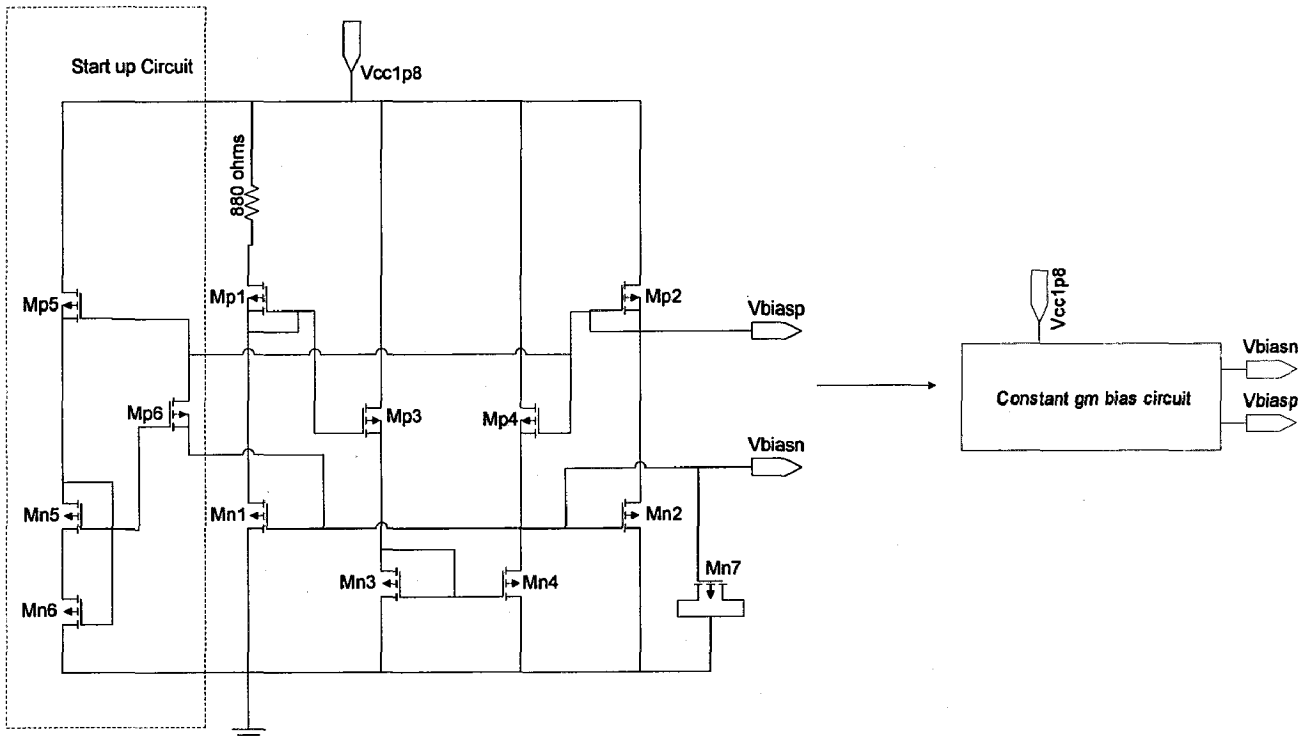 Start up Circuit
Vcc1p8
880 ohms
Mp5
Mp1
Mp2
Vbiasp
Mp6
Mp3
Mp4
Vbiasn
Mn5
Mn1
Mn2
Mn3
Mn4
Mn7
Mn6
Vcc1p8
Constant gm bias circuit
Vbiasn
Vbiasp